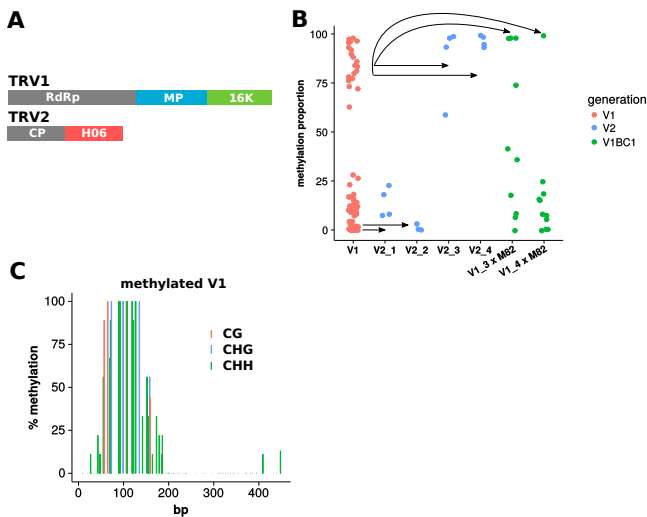 A
TRV1
RdRp MP 16K
TRV2
CP H06
B
methylation proportion
100
75
50
25
0
V1 V2_1 V2_2 V2_3 V2_4 V1_3 x M82 V1_4 x M82
generation
V1
V2
V1BC1
C
methylated V1
% methylation
100
75
50
25
0
CG
CHG
CHH
0 100 200 300 400
bp